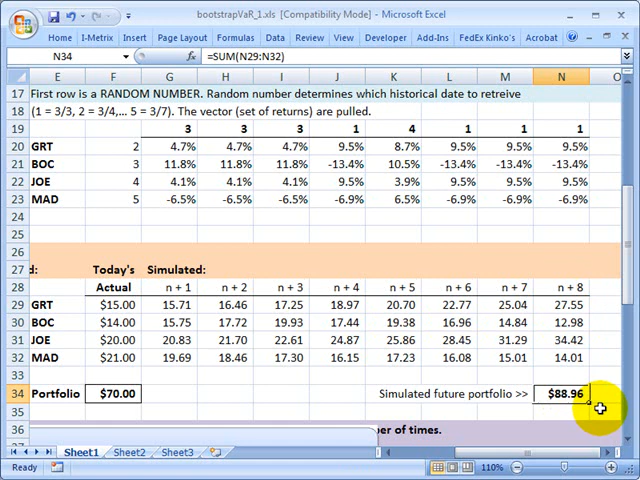 bootstrapVaR_1.xls [Compatibility Mode] - Microsoft Excel
Home I-Metrix Insert Page Layout Formulas Data Review View Developer Add-Ins FedEx Kinko's Acrobat
N34 =SUM(N29:N32)
E F G H I J K L M N O
17 First row is a RANDOM NUMBER. Random number determines which historical date to retreive
18 (1 = 3/3, 2 = 3/4,... 5 = 3/7). The vector (set of returns) are pulled.
19 3 3 3 1 4 1 1 1
20 GRT 2 4.7% 4.7% 4.7% 9.5% 8.7% 9.5% 9.5% 9.5%
21 BOC 3 11.8% 11.8% 11.8% -13.4% 10.5% -13.4% -13.4% -13.4%
22 JOE 4 4.1% 4.1% 4.1% 9.5% 3.9% 9.5% 9.5% 9.5%
23 MAD 5 -6.5% -6.5% -6.5% -6.9% 6.5% -6.9% -6.9% -6.9%
24
25
26
27 d: Today's Simulated:
28 Actual n + 1 n + 2 n + 3 n + 4 n + 5 n + 6 n + 7 n + 8
29 GRT $15.00 15.71 16.46 17.25 18.97 20.70 22.77 25.04 27.55
30 BOC $14.00 15.75 17.72 19.93 17.44 19.38 16.96 14.84 12.98
31 JOE $20.00 20.83 21.70 22.61 24.87 25.86 28.45 31.29 34.42
32 MAD $21.00 19.69 18.46 17.30 16.15 17.23 16.08 15.01 14.01
33
34 Portfolio $70.00 Simulated future portfolio >> $88.96
35
36 ber of times.
Sheet1 Sheet2 Sheet3
Ready 110%